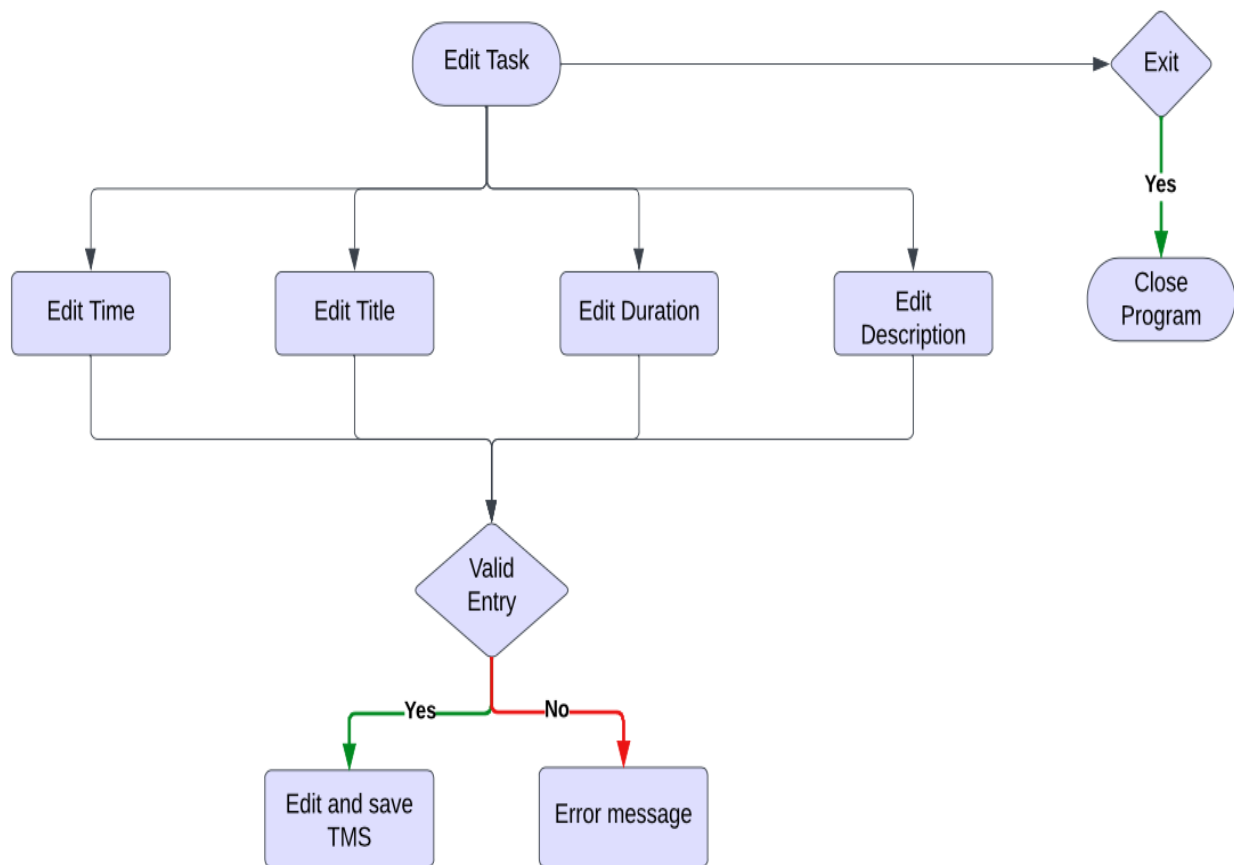 Edit Task
Exit
Yes
Edit Time
Edit Title
Edit Duration
Edit
Description
Close
Program
Valid
Entry
Yes
No
Edit and save
TMS
Error message